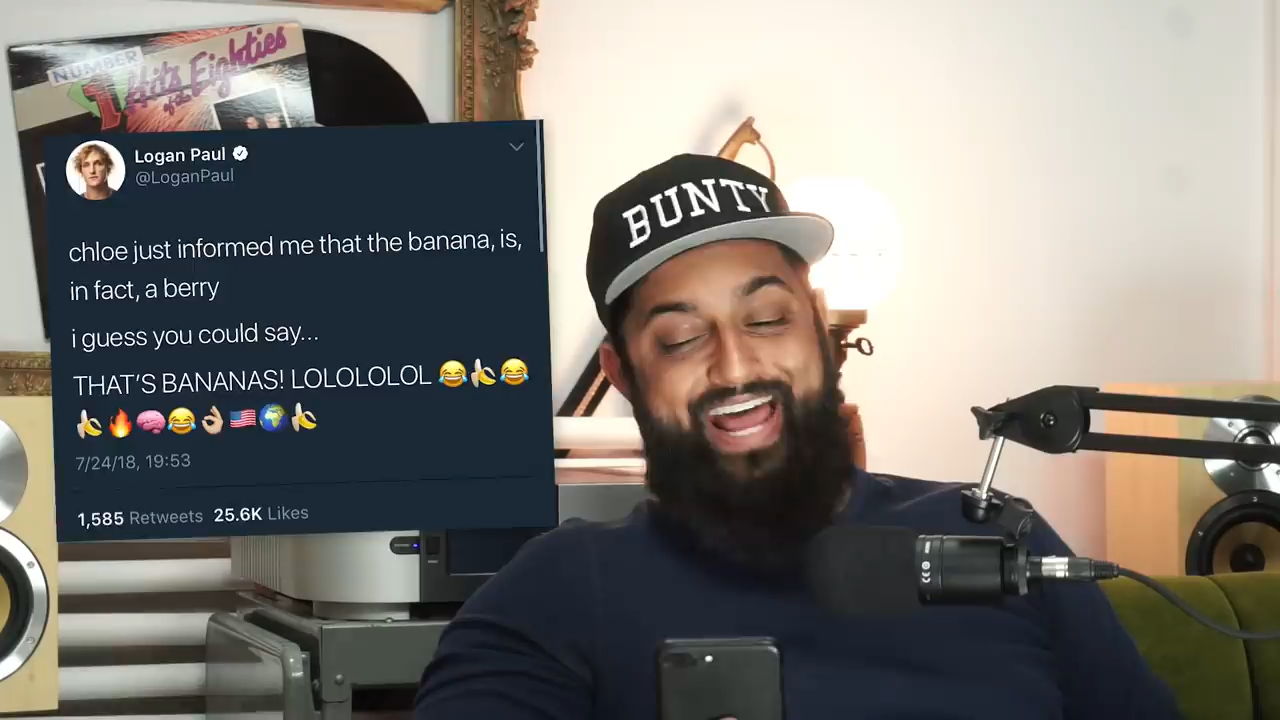 NUMBER
1 Hits
of the Eighties
Logan Paul
@LoganPaul
chloe just informed me that the banana, is,
in fact, a berry
i guess you could say...
THAT'S BANANAS! LOLOLOLOL 😂🍌😂
🍌🔥🧠😂👌🏼🇺🇸🌍🍌
7/24/18, 19:53
1,585 Retweets 25.6K Likes
BUNTY